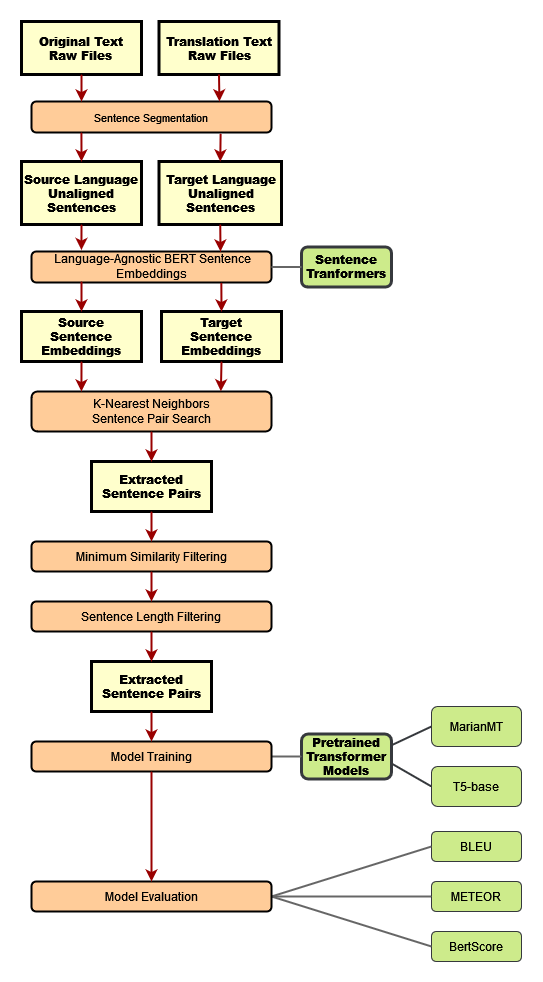 Original Text
Raw Files
Translation Text
Raw Files
Sentence Segmentation
Source Language
Unaligned
Sentences
Target Language
Unaligned
Sentences
Language-Agnostic BERT Sentence
Embeddings
Sentence
Tranformers
Source
Sentence
Embeddings
Target
Sentence
Embeddings
K-Nearest Neighbors
Sentence Pair Search
Extracted
Sentence Pairs
Minimum Similarity Filtering
Sentence Length Filtering
Extracted
Sentence Pairs
Model Training
Pretrained
Transformer
Models
MarianMT
T5-base
Model Evaluation
BLEU
METEOR
BertScore